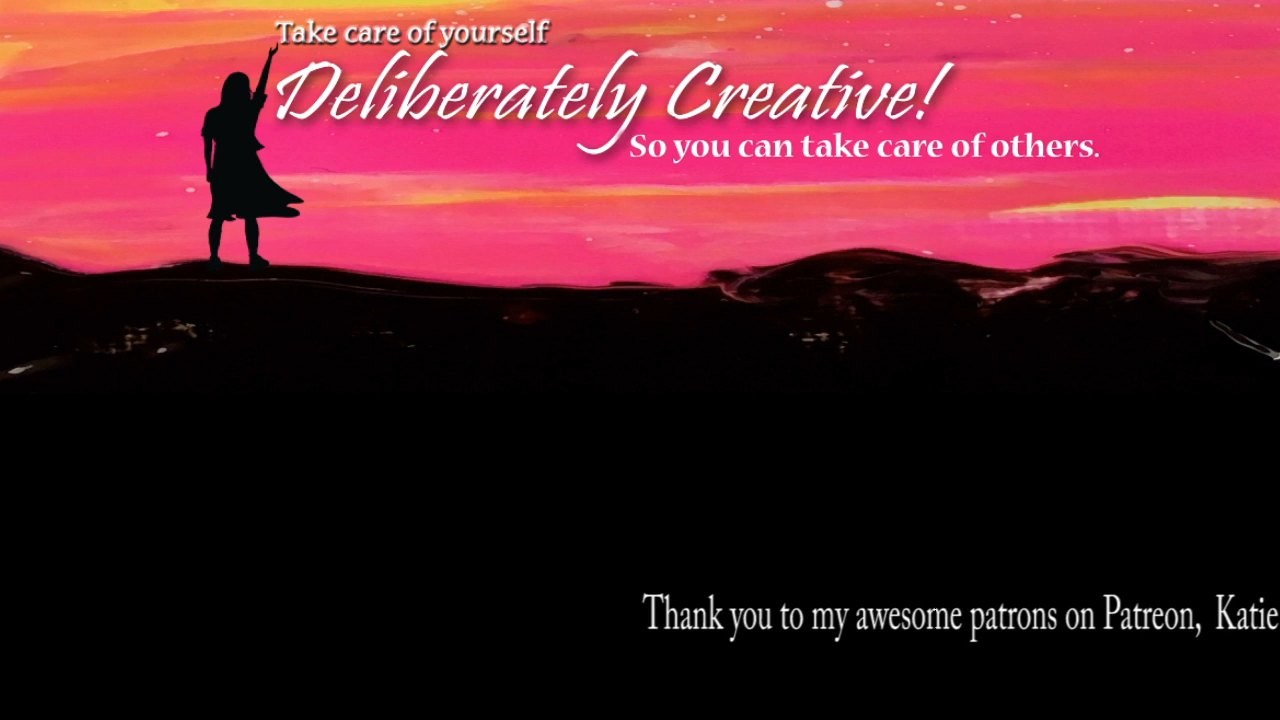 Take care of yourself
Deliberately Creative!
So you can take care of others.
Thank you to my awesome patrons on Patreon, Katie